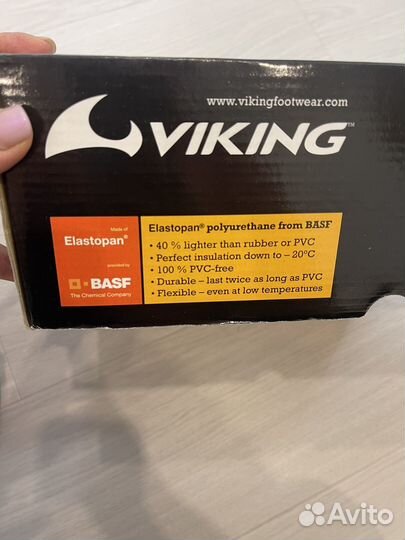 www.vikingfootwear.com
VIKING™
Made of
Elastopan®
provided by
BASF
The Chemical Company
Elastopan® polyurethane from BASF
• 40 % lighter than rubber or PVC
• Perfect insulation down to – 20°C
• 100 % PVC-free
• Durable – last twice as long as PVC
• Flexible – even at low temperatures
Avito